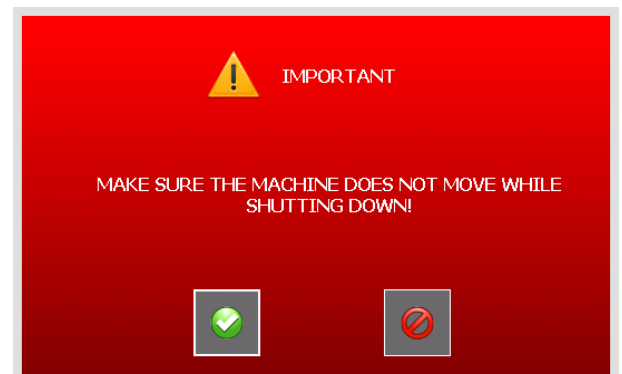 IMPORTANT
MAKE SURE THE MACHINE DOES NOT MOVE WHILE
SHUTTING DOWN!